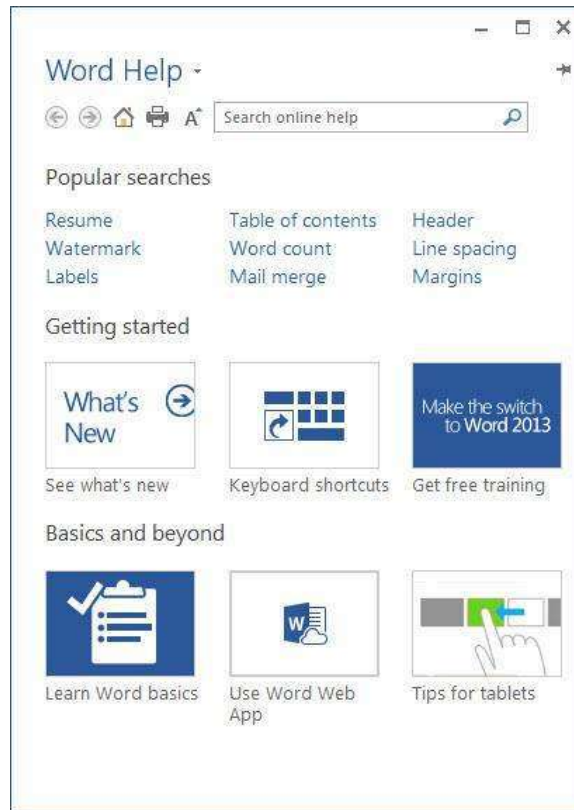 Word Help
A
Search online help
Popular searches
Resume
Table of contents
Header
Watermark
Word count
Line spacing
Labels
Mail merge
Margins
Getting started
What's
New
Make the switch
to Word 2013
See what's new
Keyboard shortcuts
Get free training
Basics and beyond
W
Learn Word basics
Use Word Web
App
Tips for tablets